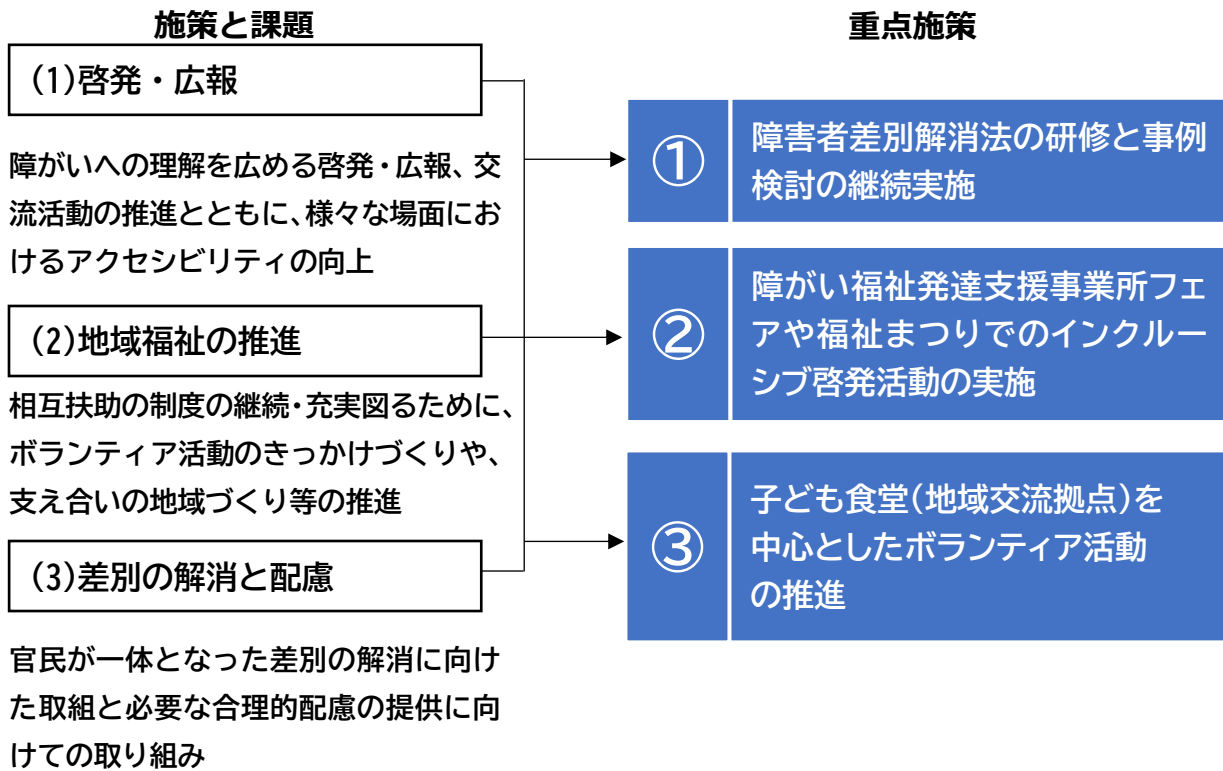 施策と課題
(1)啓発・広報
障がいへの理解を広める啓発・広報、交
流活動の推進とともに、様々な場面にお
けるアクセシビリティの向上
(2)地域福祉の推進
相互扶助の制度の継続・充実図るために、
ボランティア活動のきっかけづくりや、
支え合いの地域づくり等の推進
(3)差別の解消と配慮
官民が一体となった差別の解消に向け
た取組と必要な合理的配慮の提供に向
けての取り組み
重点施策
①
障害者差別解消法の研修と事例
検討の継続実施
②
障がい福祉発達支援事業所フェ
アや福祉まつりでのインクルー
シブ啓発活動の実施
③
子ども食堂(地域交流拠点)を
中心としたボランティア活動
の推進